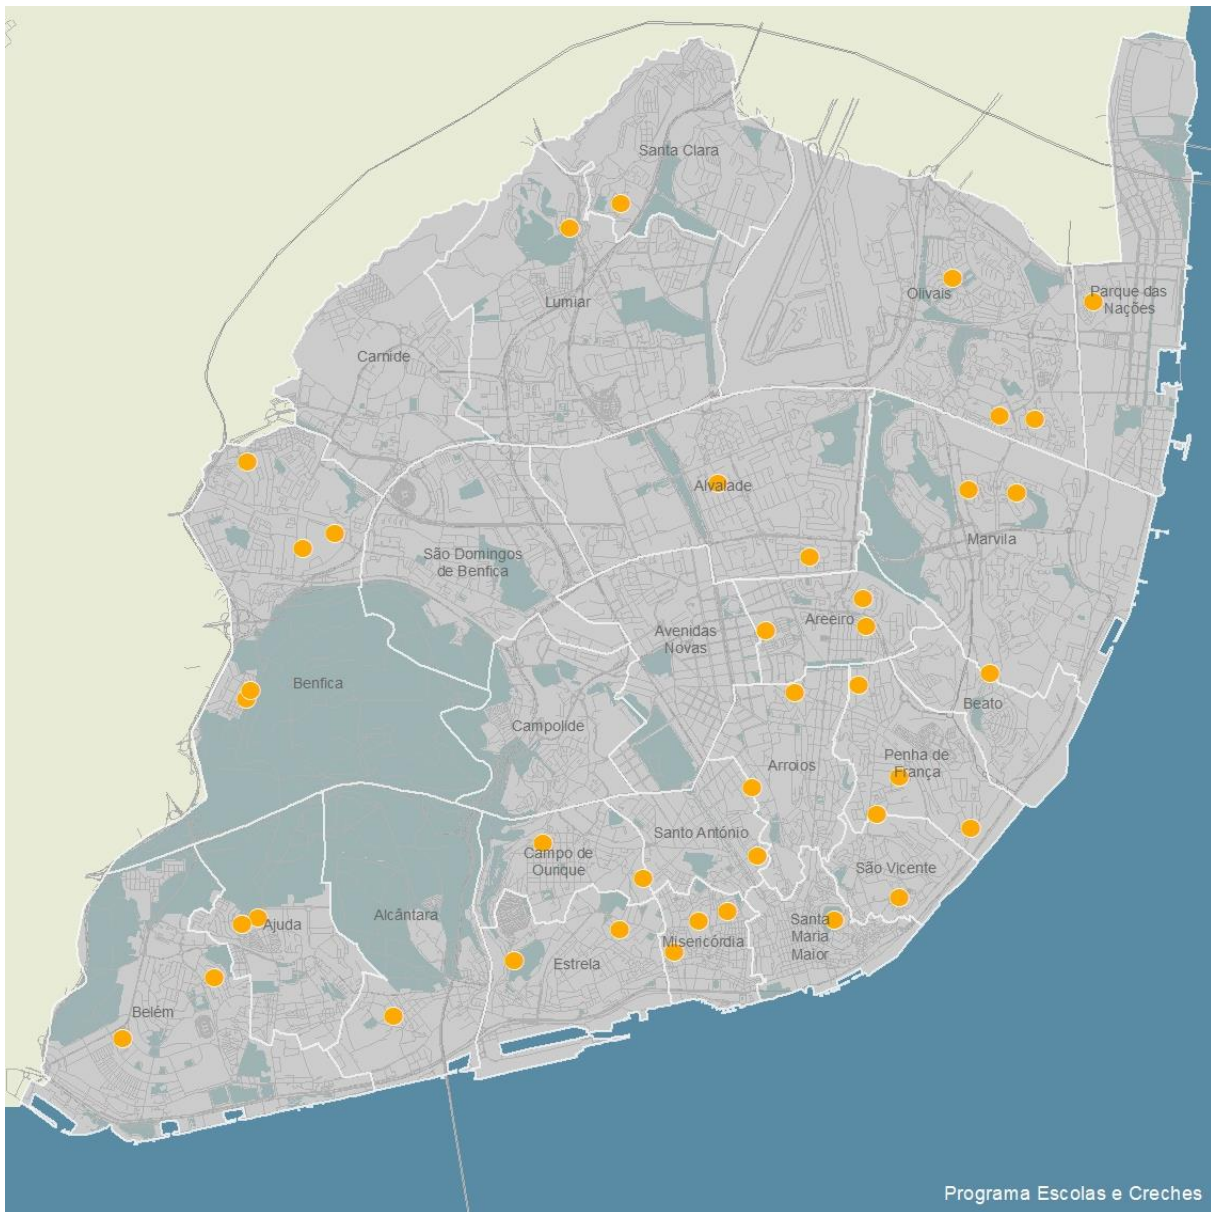 Santa Clara
Olivais
Parque das
Nações
Lumiar
Carnide
Alvalade
São Domingos
de Benfica
Marvila
Areeiro
Avenidas
Novas
Benfica
Beato
Campolide
Penha de
França
Arroios
Santo António
Campo de
Ourique
São Vicente
Alcântara
Ajuda
Santa
Maria
Maior
Misericórdia
Estrela
Belém
Programa Escolas e Creches